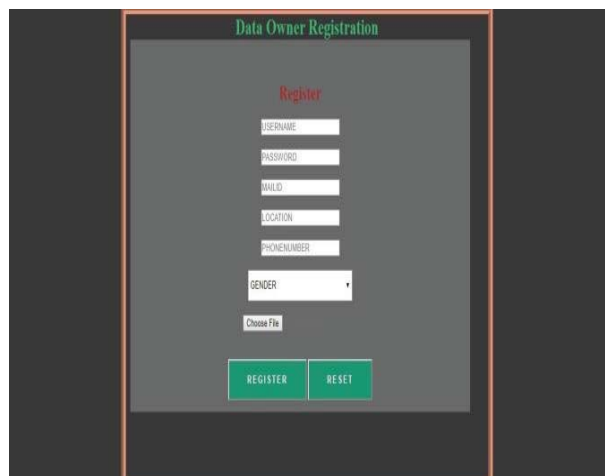 Data Owner Registration
Register
USERNAME
PASSWORD
MAILID
LOCATION
PHONENUMBER
GENDER
Choose File
REGISTER RESET